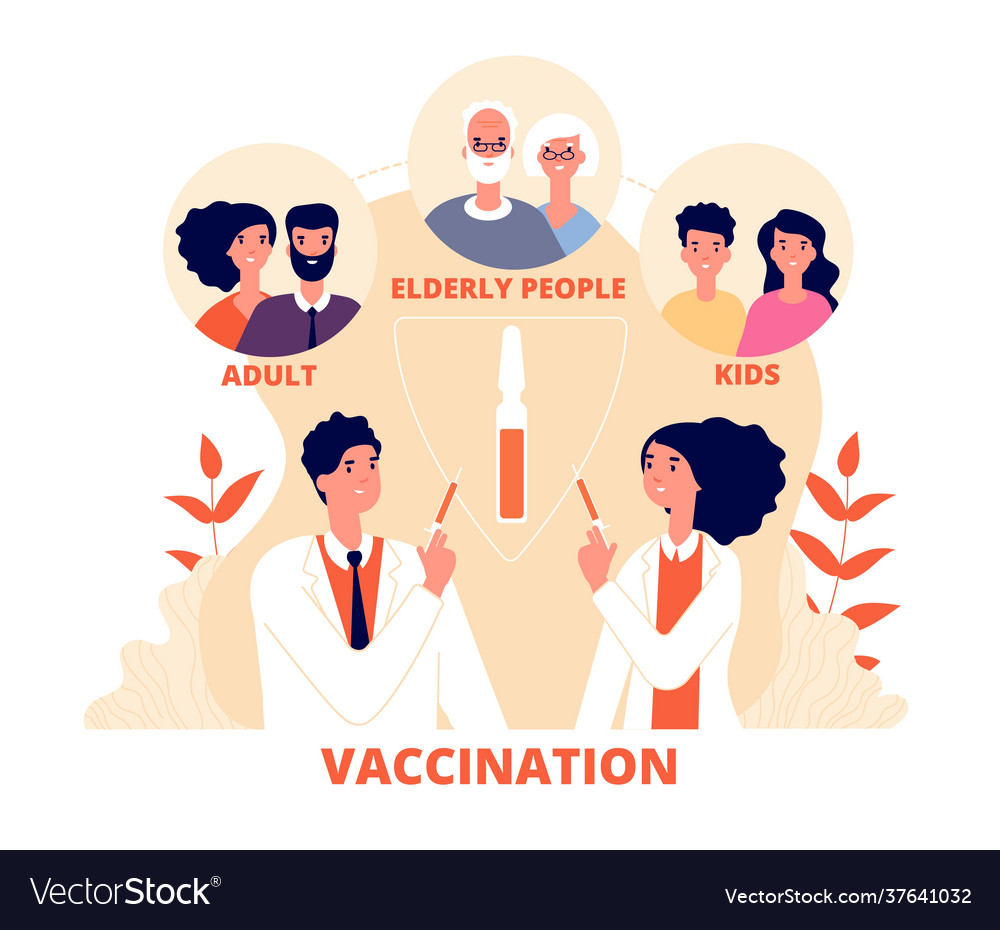 ELDERLY PEOPLE
ADULT
KIDS
VACCINATION
VectorStock®
VectorStock.com/37641032